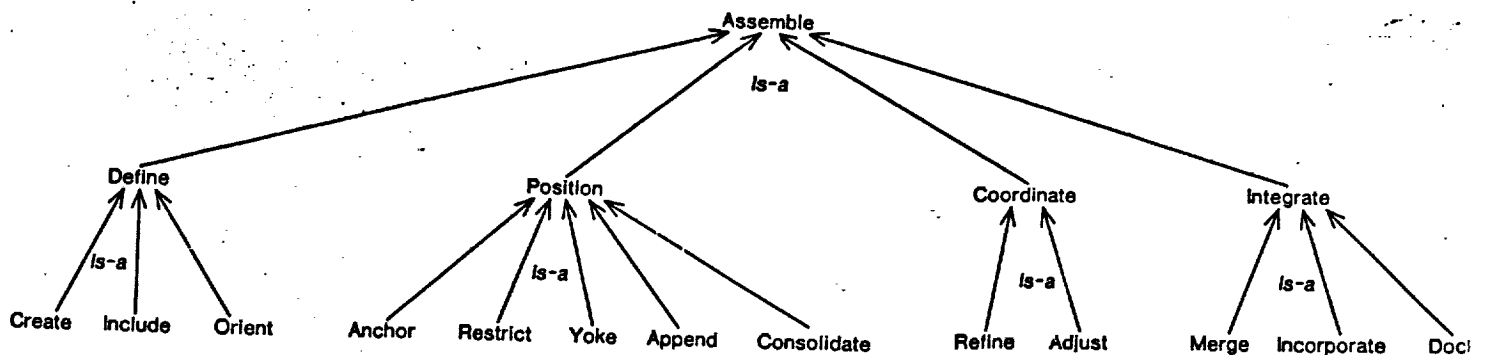 Assemble
Is-a
Define
Position
Coordinate
Integrate
Is-a
Is-a
Is-a
Is-a
Create
Include
Orient
Anchor
Restrict
Yoke
Append
Consolidate
Refine
Adjust
Merge
Incorporate